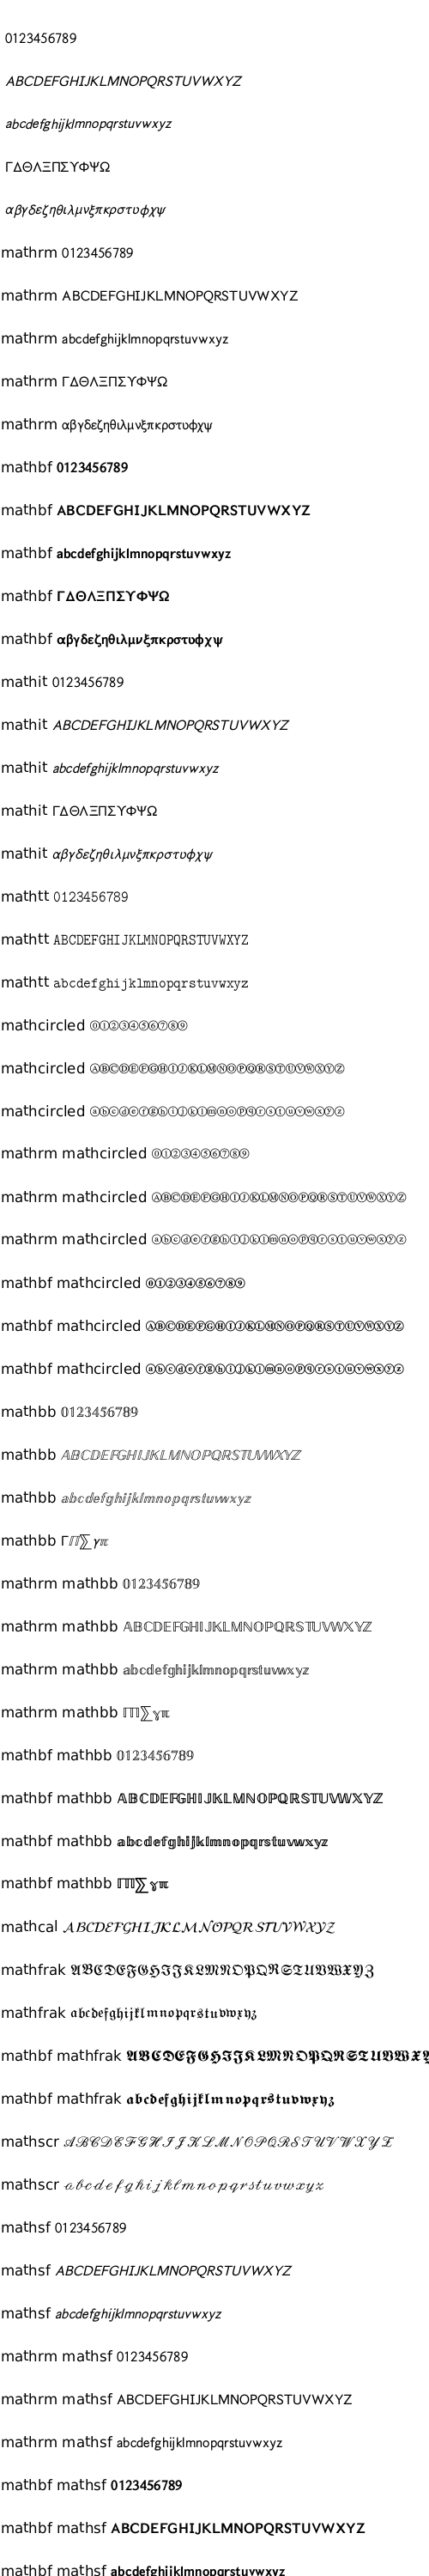 0123456789
ABCDEFGHIJKLMNOPQRSTUVWXYZ
abcdefghijklmnopqrstuvwxyz
ΓΔΘΛΞΠΣΥΦΨΩ
αβγδεζηθιλμνξπκρστυϕχψ
mathrm 0123456789
mathrm ABCDEFGHIJKLMNOPQRSTUVWXYZ
mathrm abcdefghijklmnopqrstuvwxyz
mathrm ΓΔΘΛΞΠΣΥΦΨΩ
mathrm αβγδεζηθιλμνξπκρστυϕχψ
mathbf 0123456789
mathbf ABCDEFGHIJKLMNOPQRSTUVWXYZ
mathbf abcdefghijklmnopqrstuvwxyz
mathbf ΓΔΘΛΞΠΣΥΦΨΩ
mathbf αβγδεζηθιλμνξπκρστυϕχψ
mathit 0123456789
mathit ABCDEFGHIJKLMNOPQRSTUVWXYZ
mathit abcdefghijklmnopqrstuvwxyz
mathit ΓΔΘΛΞΠΣΥΦΨΩ
mathit αβγδεζηθιλμνξπκρστυϕχψ
mathtt 0123456789
mathtt ABCDEFGHIJKLMNOPQRSTUVWXYZ
mathtt abcdefghijklmnopqrstuvwxyz
mathcircled ⓪①②③④⑤⑥⑦⑧⑨
mathcircled ⒶⒷⒸⒹⒺⒻⒼⒽⒾⒿⓀⓁⓂⓃⓄⓅⓆⓇⓈⓉⓊⓋⓌⓍⓎⓏ
mathcircled ⓐⓑⓒⓓⓔⓕⓖⓗⓘⓙⓚⓛⓜⓝⓞⓟⓠⓡⓢⓣⓤⓥⓦⓧⓨⓩ
mathrm mathcircled ⓪①②③④⑤⑥⑦⑧⑨
mathrm mathcircled ⒶⒷⒸⒹⒺⒻⒼⒽⒾⒿⓀⓁⓂⓃⓄⓅⓆⓇⓈⓉⓊⓋⓌⓍⓎⓏ
mathrm mathcircled ⓐⓑⓒⓓⓔⓕⓖⓗⓘⓙⓚⓛⓜⓝⓞⓟⓠⓡⓢⓣⓤⓥⓦⓧⓨⓩ
mathbf mathcircled ⓪①②③④⑤⑥⑦⑧⑨
mathbf mathcircled ⒶⒷⒸⒹⒺⒻⒼⒽⒾⒿⓀⓁⓂⓃⓄⓅⓆⓇⓈⓉⓊⓋⓌⓍⓎⓏ
mathbf mathcircled ⓐⓑⓒⓓⓔⓕⓖⓗⓘⓙⓚⓛⓜⓝⓞⓟⓠⓡⓢⓣⓤⓥⓦⓧⓨⓩ
mathbb 0123456789
mathbb ABCDEFGHIJKLMNOPQRSTUVWXYZ
mathbb abcdefghijklmnopqrstuvwxyz
mathbb ΓΠ∑γπ
mathrm mathbb 0123456789
mathrm mathbb ABCDEFGHIJKLMNOPQRSTUVWXYZ
mathrm mathbb abcdefghijklmnopqrstuvwxyz
mathrm mathbb ΓΠ∑γπ
mathbf mathbb 0123456789
mathbf mathbb ABCDEFGHIJKLMNOPQRSTUVWXYZ
mathbf mathbb abcdefghijklmnopqrstuvwxyz
mathbf mathbb ΓΠ∑γπ
mathcal ABCDEFGHIJKLMNOPQRSTUVWXYZ
mathfrak ABCDEFGHIJKLMNOPQRSTUVWXYZ
mathfrak abcdefghijklmnopqrstuvwxyz
mathbf mathfrak ABCDEFGHIJKLMNOPQRSTUVWXY
mathbf mathfrak abcdefghijklmnopqrstuvwxyz
mathscr ABCDEFGHIJKLMNOPQRSTUVWXYZ
mathscr abcdefghijklmnopqrstuvwxyz
mathsf 0123456789
mathsf ABCDEFGHIJKLMNOPQRSTUVWXYZ
mathsf abcdefghijklmnopqrstuvwxyz
mathrm mathsf 0123456789
mathrm mathsf ABCDEFGHIJKLMNOPQRSTUVWXYZ
mathrm mathsf abcdefghijklmnopqrstuvwxyz
mathbf mathsf 0123456789
mathbf mathsf ABCDEFGHIJKLMNOPQRSTUVWXYZ
mathbf mathsf abcdefghijklmnopqrstuvwxyz